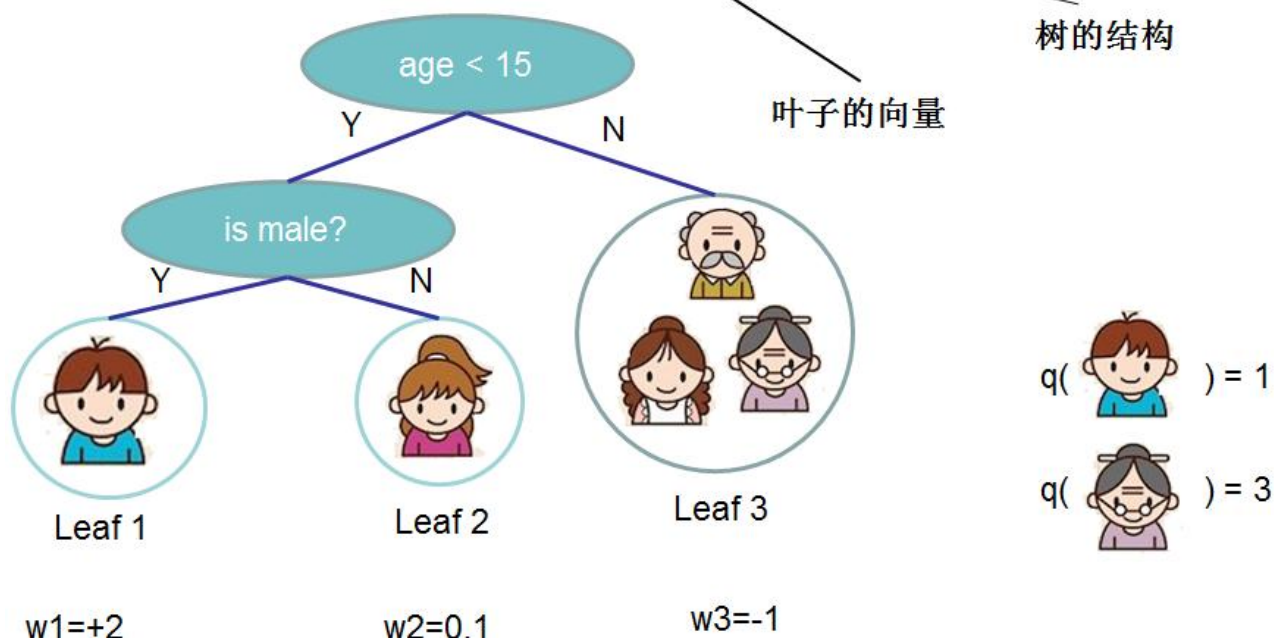 树的结构
age < 15
叶子的向量
Y
N
is male?
Y
N
q( ) = 1
q( ) = 3
Leaf 1
Leaf 2
Leaf 3
w1=+2
w2=0.1
w3=-1